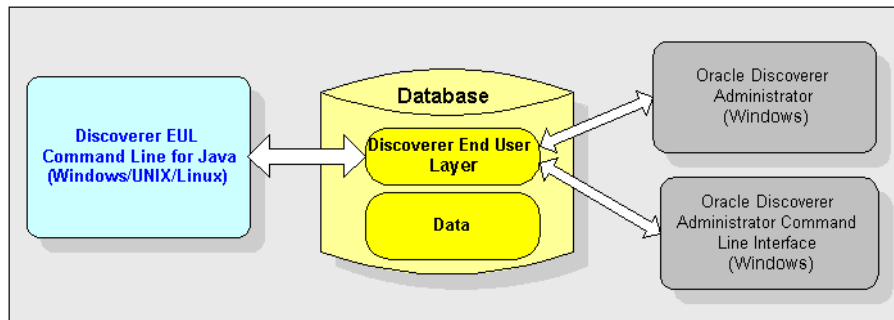 Discoverer EUL
Command Line for Java
(Windows/UNIX/Linux)
Database
Discoverer End User
Layer
Data
Oracle Discoverer
Administrator
(Windows)
Oracle Discoverer
Administrator Command
Line Interface
(Windows)